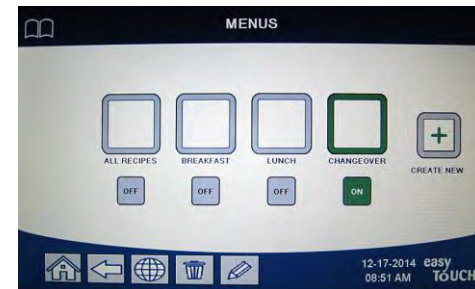 MENUS
ALL RECIPES BREAKFAST LUNCH CHANGEOVER
CREATE NEW
OFF OFF OFF ON
12-17-2014 easy
08:51 AM TOUCH